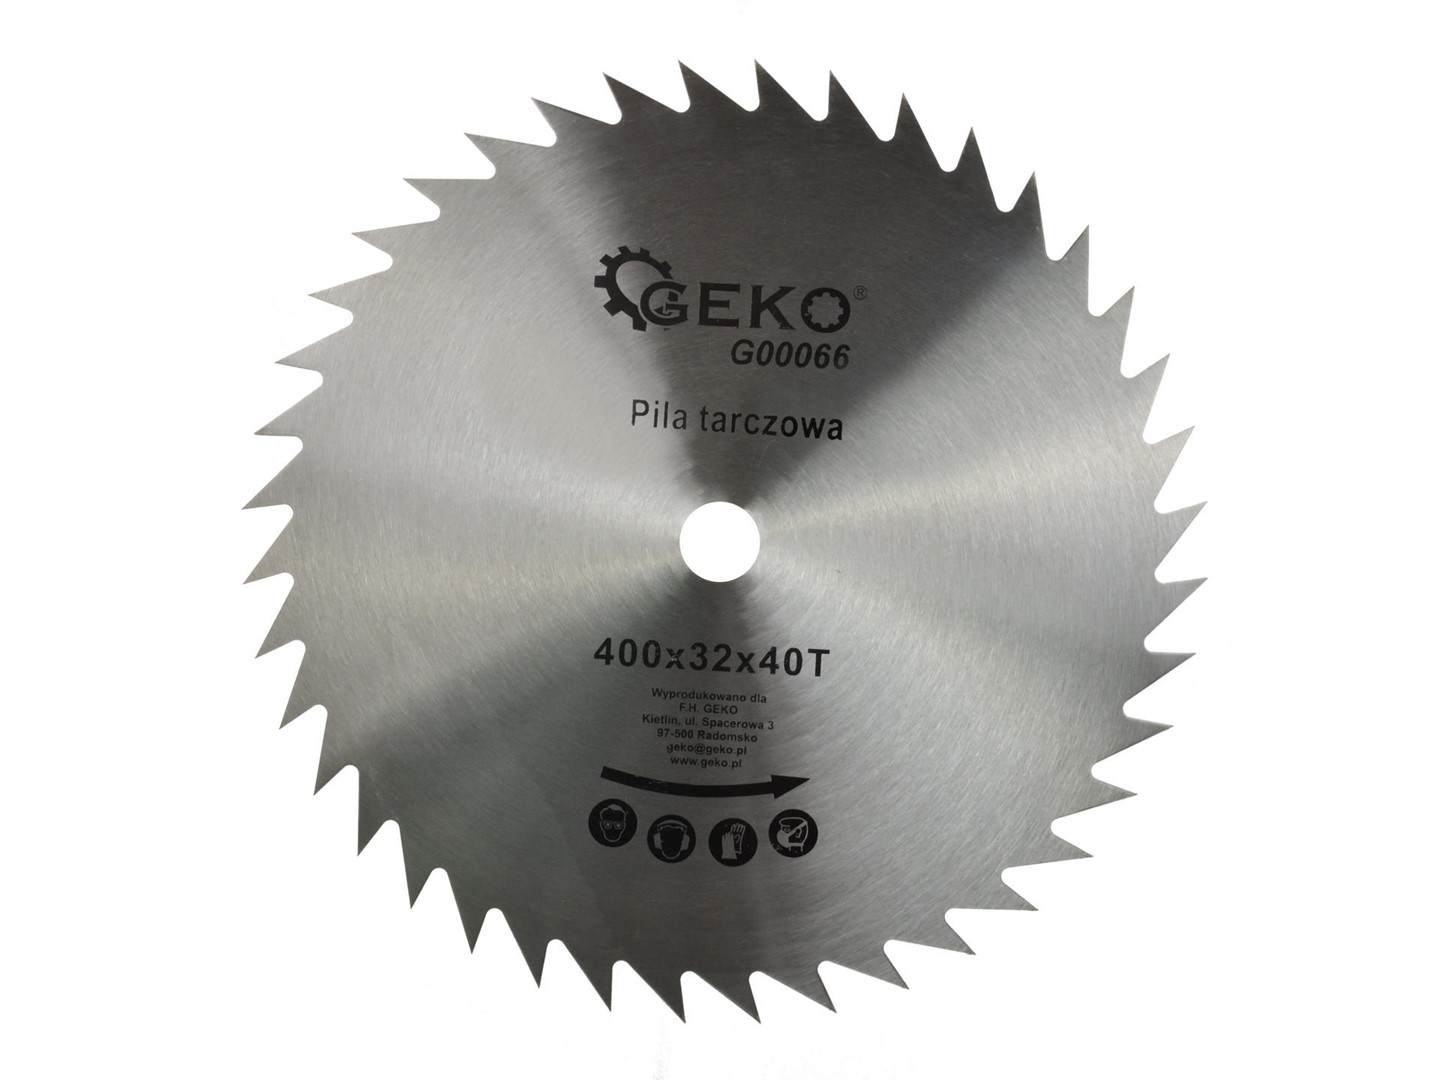 GEKO®
G00066
Pila tarczowa
400x32x40T
Wyprodukowano dla
F.H. GEKO
Kietlin, ul. Spacerowa 3
97-500 Radomsko
geko@geko.pl
www.geko.pl